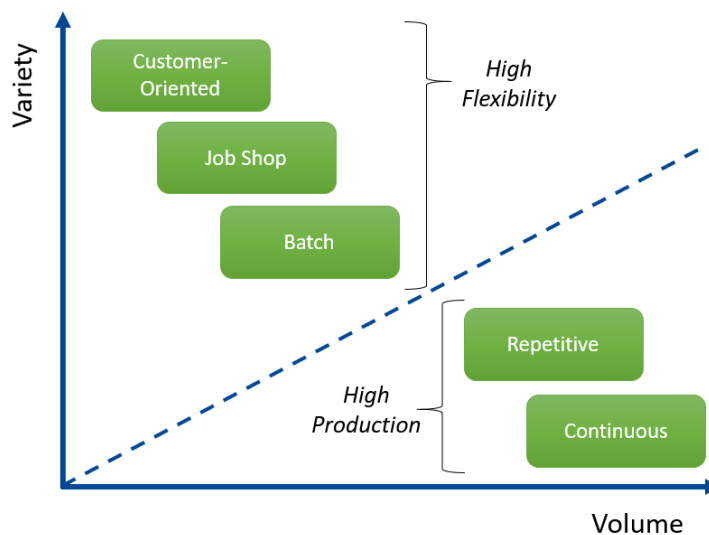 Variety
Customer-
Oriented
High
Flexibility
Job Shop
Batch
Repetitive
High
Production
Continuous
Volume